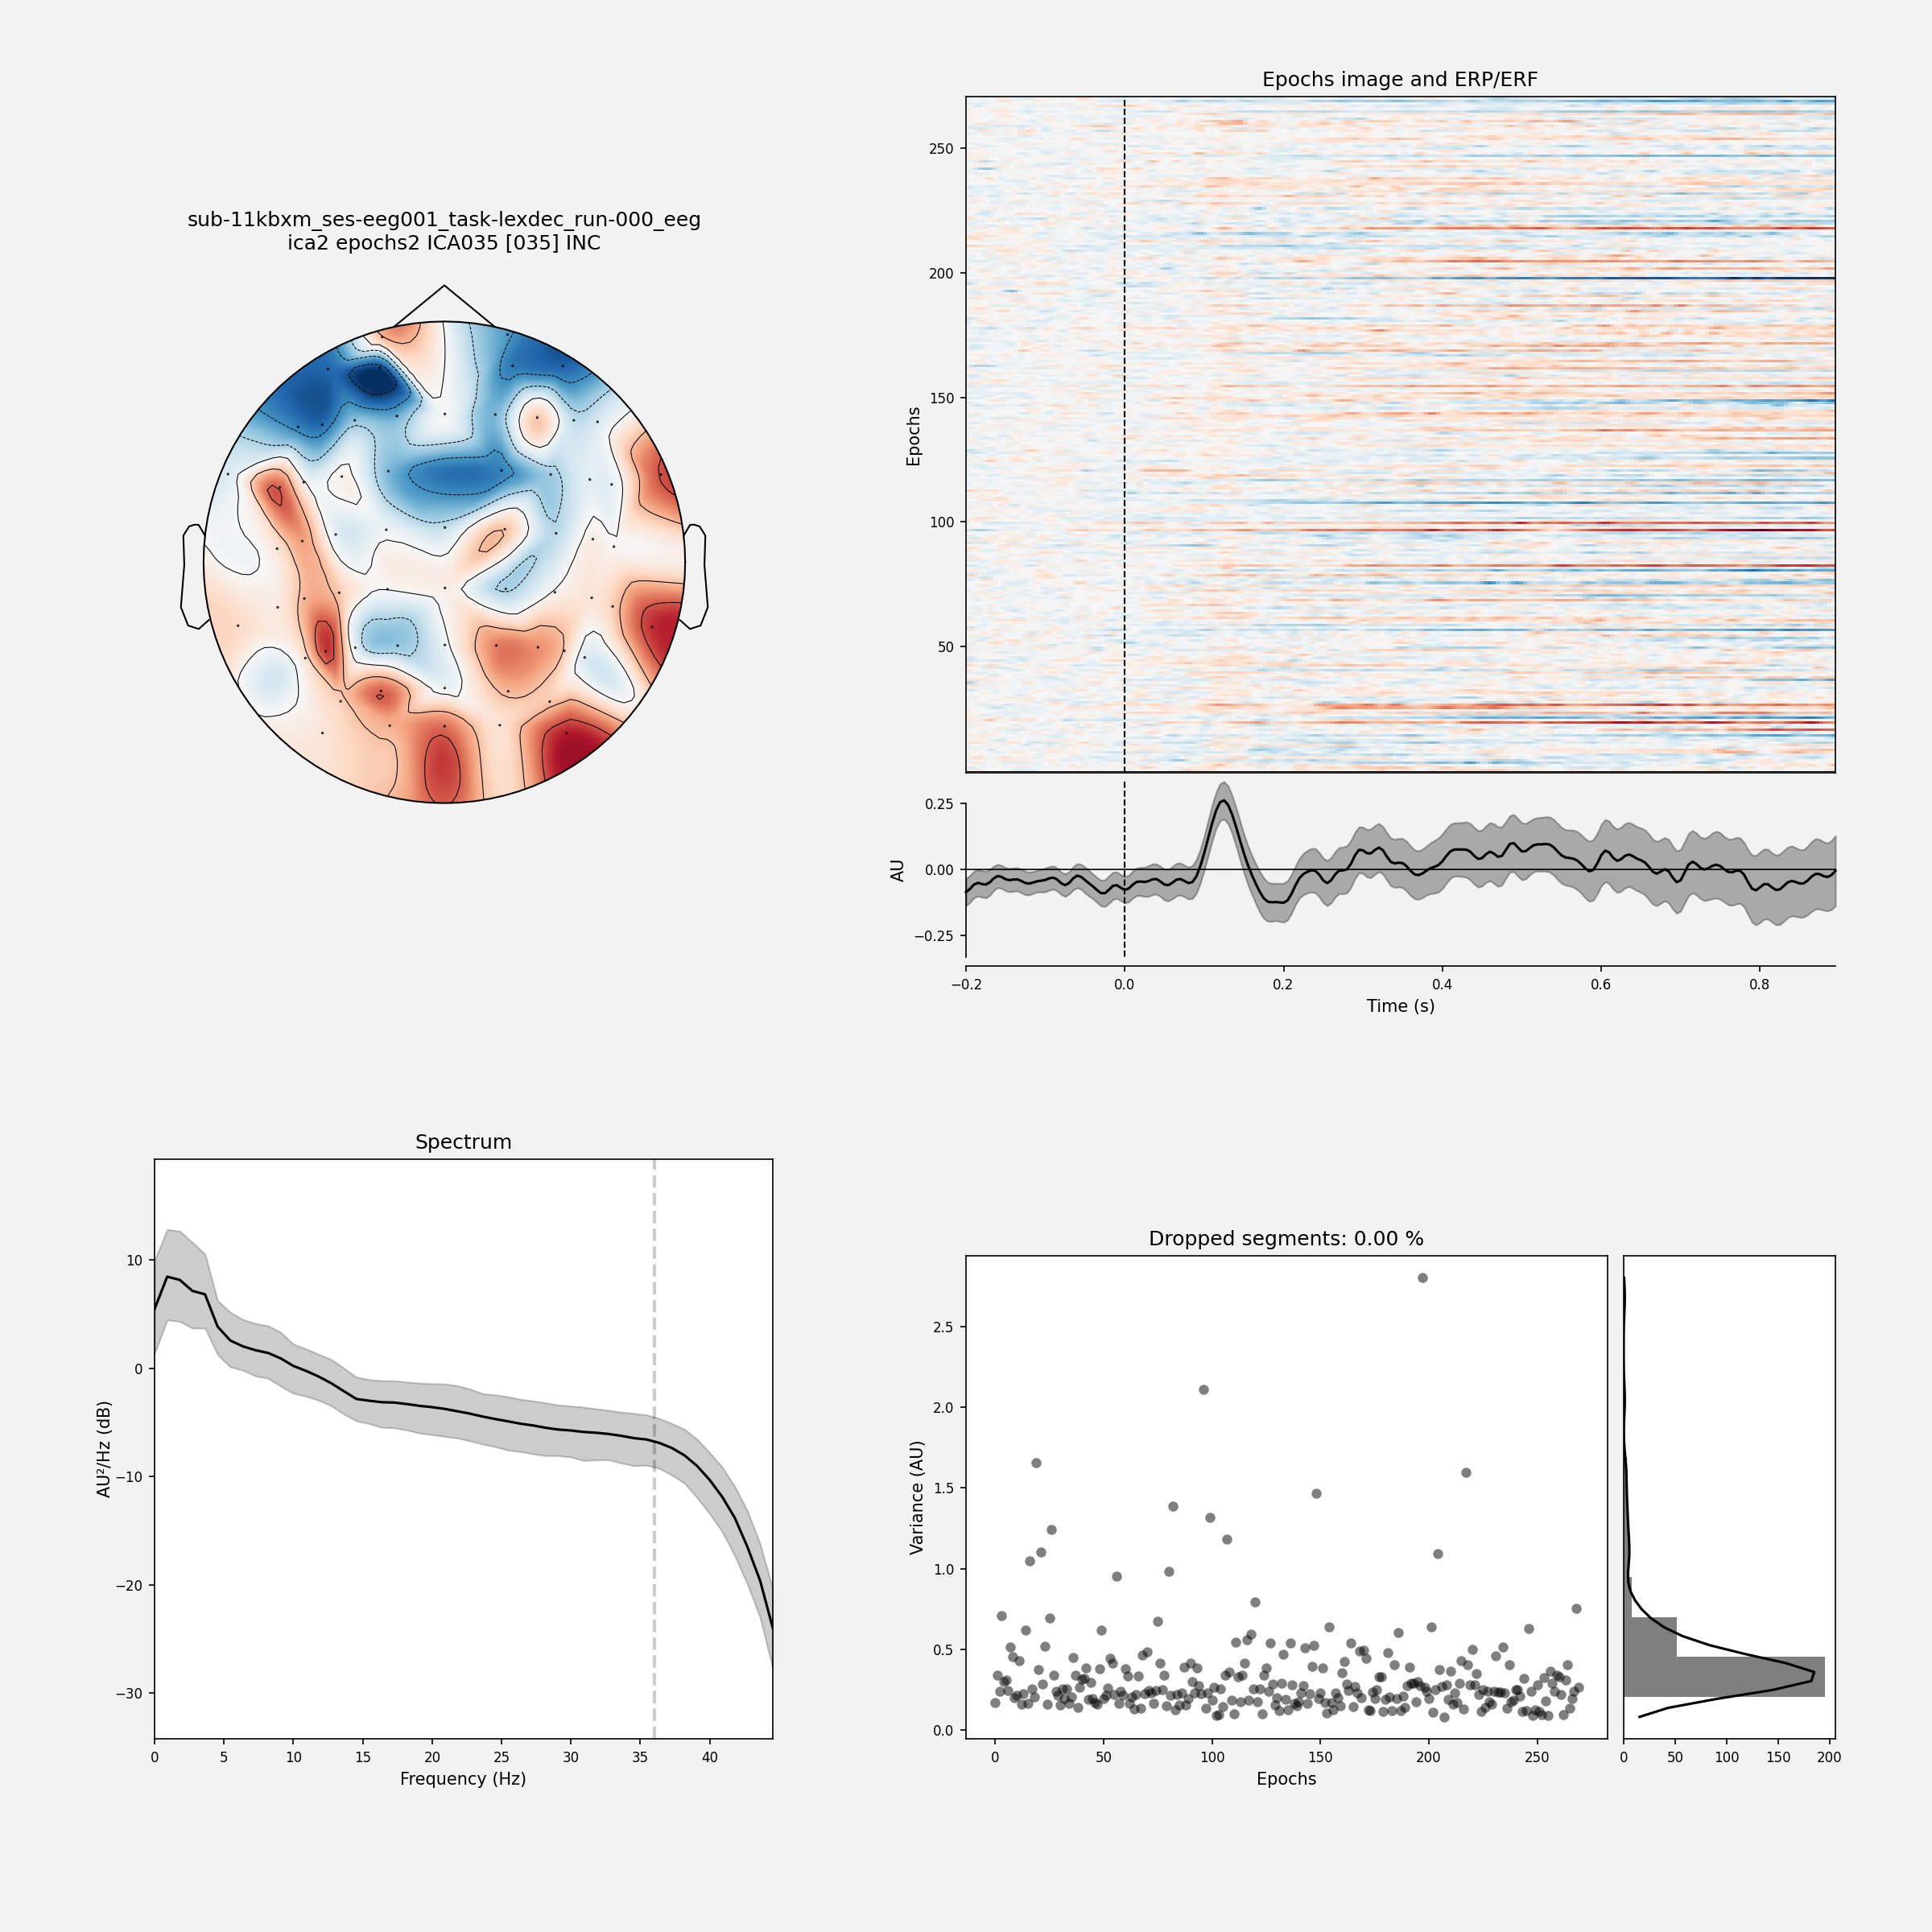 sub-11kbxm_ses-eeg001_task-lexdec_run-000_eeg
ica2 epochs2 ICA035 [035] INC
Epochs image and ERP/ERF
Epochs
250
200
150
100
50
AU
0.25
0.00
−0.25
−0.2 0.0 0.2 0.4 0.6 0.8
Time (s)
Spectrum
AU²/Hz (dB)
10
0
−10
−20
−30
0 5 10 15 20 25 30 35 40
Frequency (Hz)
Dropped segments: 0.00 %
Variance (AU)
2.5
2.0
1.5
1.0
0.5
0.0
0 50 100 150 200 250
Epochs
0 50 100 150 200